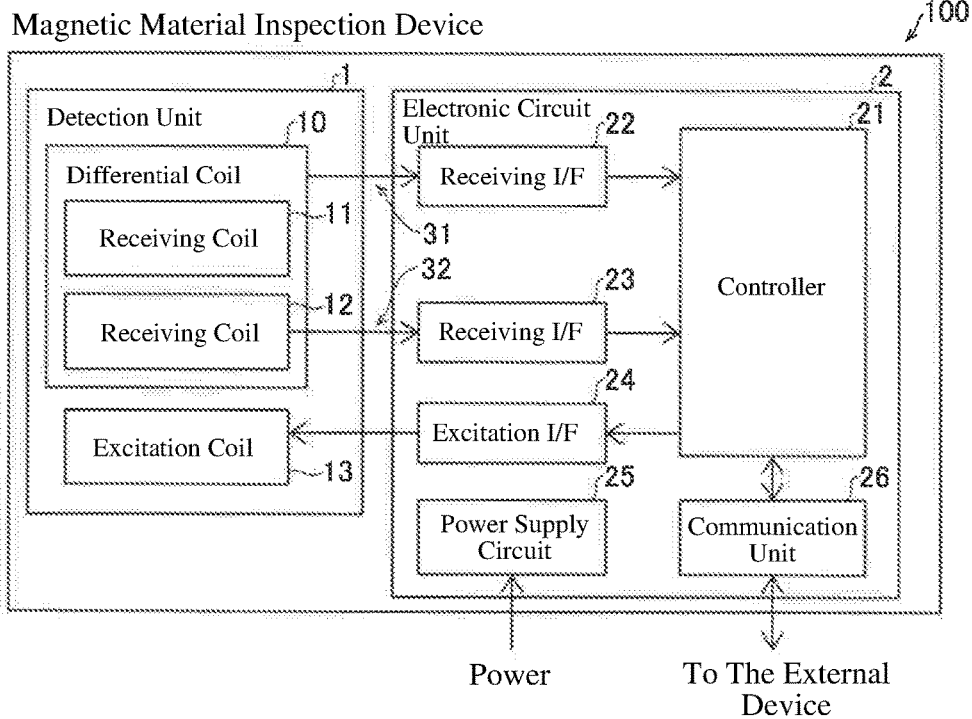 Magnetic Material Inspection Device
100
1
2
Detection Unit
10
Differential Coil
11
Receiving Coil
12
Receiving Coil
Excitation Coil
13
31
32
Electronic Circuit
Unit
22
Receiving I/F
23
Receiving I/F
24
Excitation I/F
25
Power Supply
Circuit
21
Controller
26
Communication
Unit
Power
To The External
Device